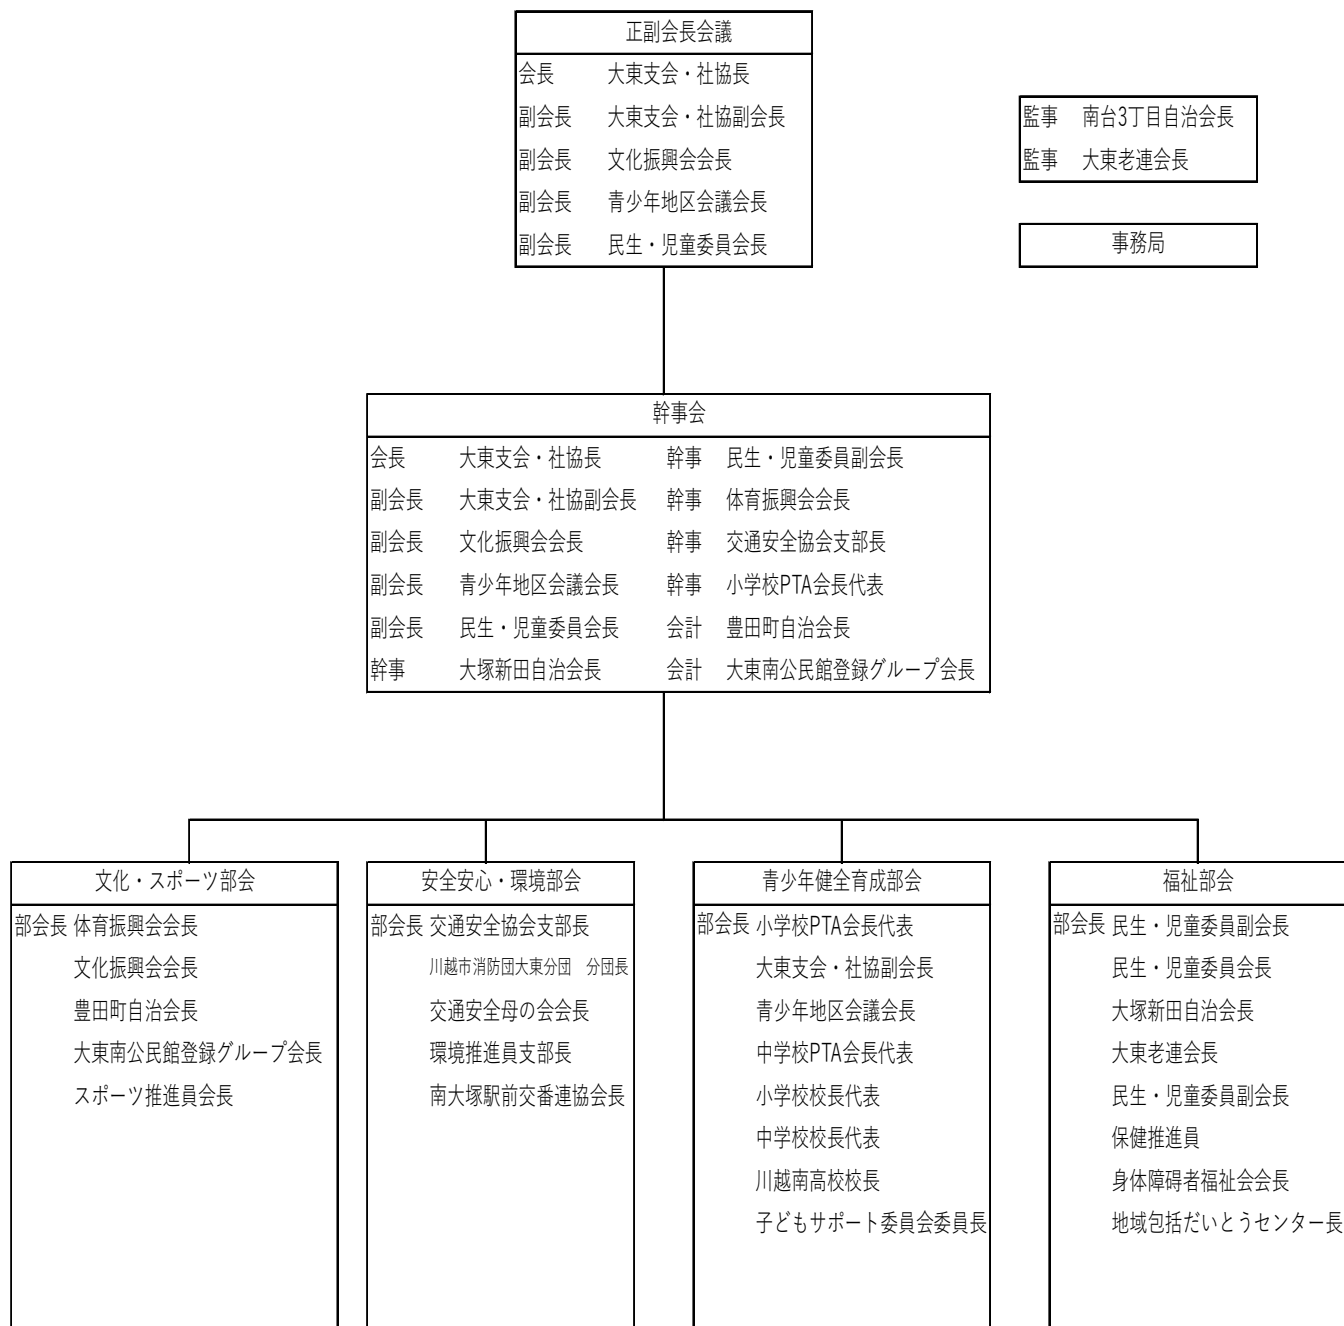 正副会長会議
会長 大東支会・社協長
副会長 大東支会・社協副会長
副会長 文化振興会会長
副会長 青少年地区会議会長
副会長 民生・児童委員会長
監事 南台3丁目自治会長
監事 大東老連会長
事務局
幹事会
会長 大東支会・社協長 幹事 民生・児童委員副会長
副会長 大東支会・社協副会長 幹事 体育振興会会長
副会長 文化振興会会長 幹事 交通安全協会支部長
副会長 青少年地区会議会長 幹事 小学校PTA会長代表
副会長 民生・児童委員会長 会計 豊田町自治会長
幹事 大塚新田自治会長 会計 大東南公民館登録グループ会長
文化・スポーツ部会
部会長 体育振興会会長
文化振興会会長
豊田町自治会長
大東南公民館登録グループ会長
スポーツ推進員会長
安全安心・環境部会
部会長 交通安全協会支部長
川越市消防団大東分団 分団長
交通安全母の会会長
環境推進員支部長
南大塚駅前交番連協会長
青少年健全育成部会
部会長 小学校PTA会長代表
大東支会・社協副会長
青少年地区会議会長
中学校PTA会長代表
小学校校長代表
中学校校長代表
川越南高校校長
子どもサポート委員会委員長
福祉部会
部会長 民生・児童委員副会長
民生・児童委員会長
大塚新田自治会長
大東老連会長
民生・児童委員副会長
保健推進員
身体障碍者福祉会会長
地域包括だいとうセンター長